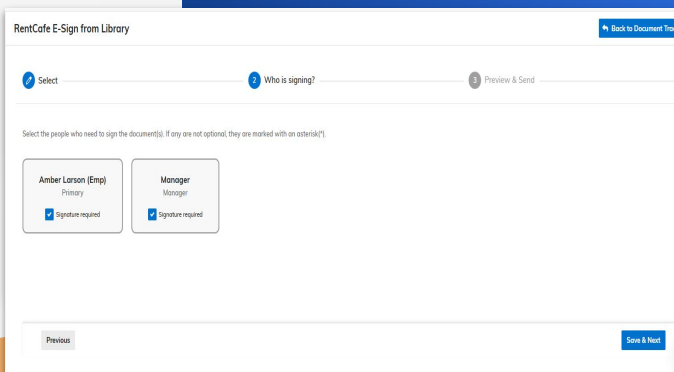 RentCafe E-Sign from Library
Back to Document
Select
2 Who is signing?
3 Preview & Send
Select the people who need to sign the document(s). If any are not optional, they are marked with an asterisk(*).
Amber Larson (Emp)
Primary
Signature required
Manager
Manager
Signature required
Previous
Save & Next